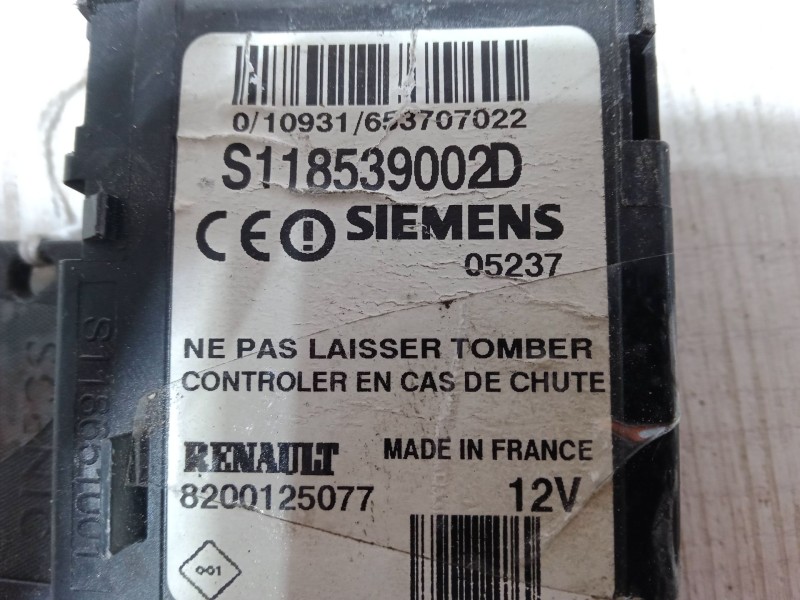 0/10931/653707022
S118539002D
CE
SIEMENS
05237
NE PAS LAISSER TOMBER
CONTROLER EN CAS DE CHUTE
RENAULT
MADE IN FRANCE
8200125077
12V
001